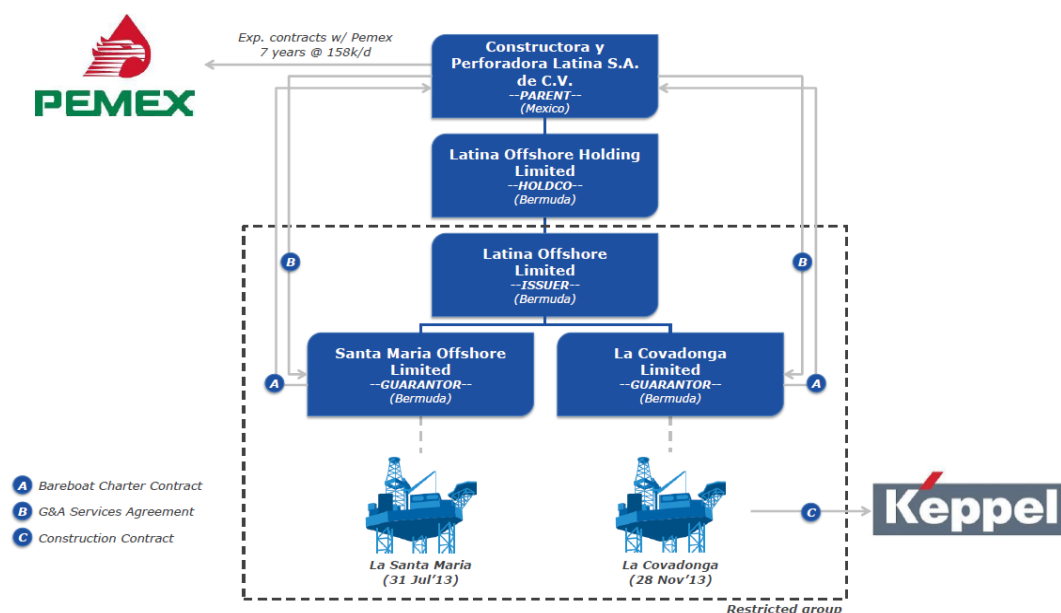 Exp. contracts w/ Pemex
7 years @ 158k/d
PEMEX
Constructora y
Perforadora Latina S.A.
de C.V.
--PARENT--
(Mexico)
Latina Offshore Holding
Limited
--HOLDCO--
(Bermuda)
Latina Offshore
Limited
--ISSUER--
(Bermuda)
B
B
Santa Maria Offshore
Limited
--GUARANTOR--
(Bermuda)
La Covadonga
Limited
--GUARANTOR--
(Bermuda)
A
A
A Bareboat Charter Contract
B G&A Services Agreement
C Construction Contract
C
Keppel
La Santa Maria
(31 Jul'13)
La Covadonga
(28 Nov'13)
Restricted group